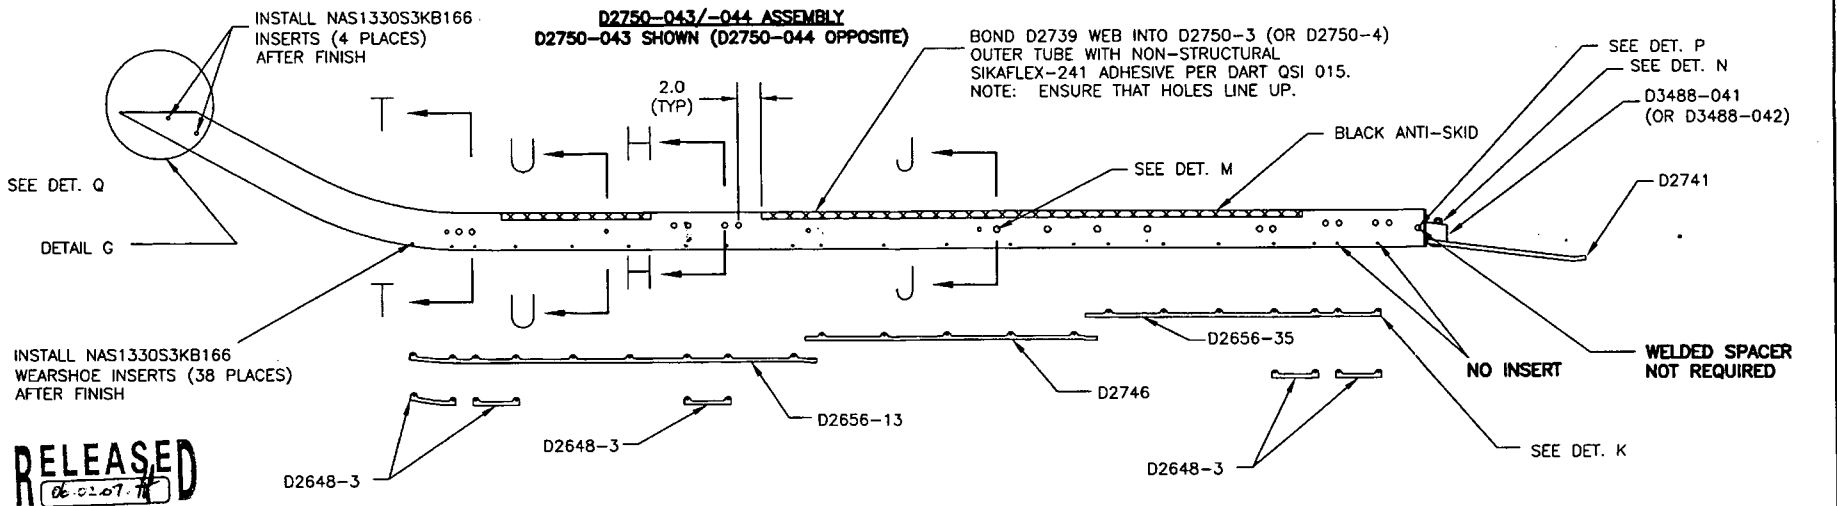 D2750-043/-044 ASSEMBLY
D2750-043 SHOWN (D2750-044 OPPOSITE)
INSTALL NAS1330S3KB166
INSERTS (4 PLACES)
AFTER FINISH
BOND D2739 WEB INTO D2750-3 (OR D2750-4)
OUTER TUBE WITH NON-STRUCTURAL
SIKAFLEX-241 ADHESIVE PER DART QSI 015.
NOTE: ENSURE THAT HOLES LINE UP.
SEE DET. P
SEE DET. N
D3488-041
(OR D3488-042)
2.0
(TYP)
T
U
H
J
BLACK ANTI-SKID
SEE DET. M
D2741
SEE DET. Q
DETAIL G
T
U
H
J
INSTALL NAS1330S3KB166
WEARSHOE INSERTS (38 PLACES)
AFTER FINISH
D2656-35
NO INSERT
WELDED SPACER
NOT REQUIRED
D2746
D2656-13
D2648-3
D2648-3
D2648-3
SEE DET. K
RELEASED
06.02.07